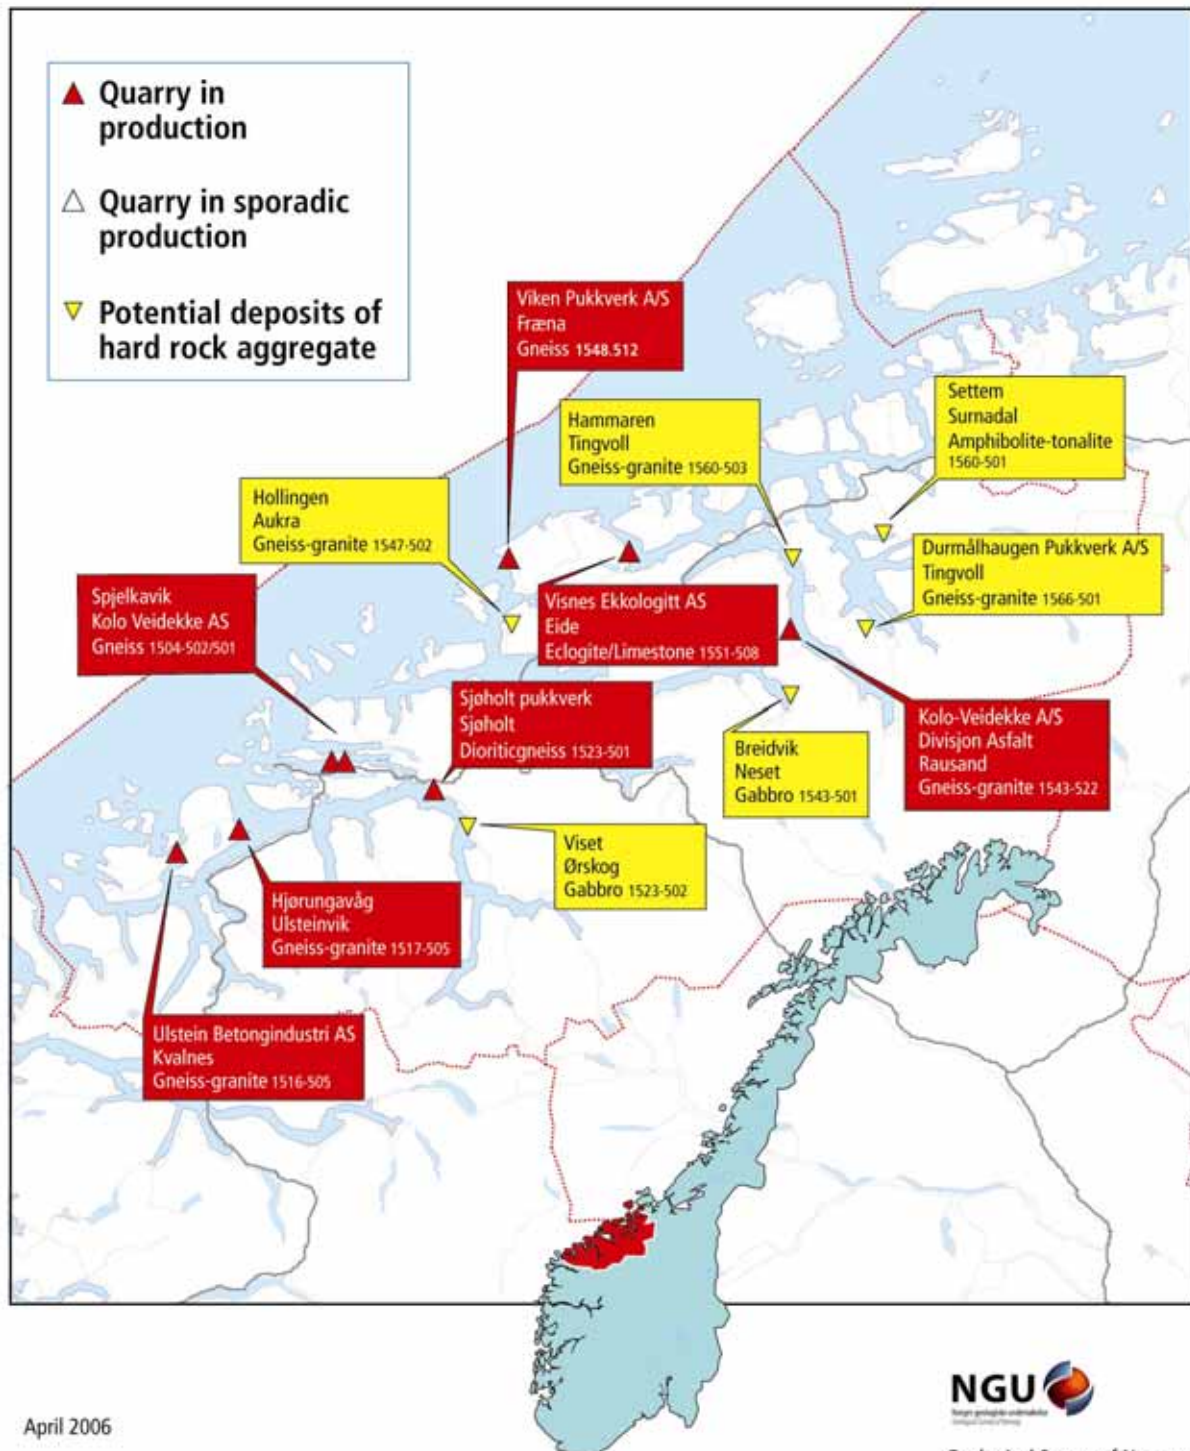 Quarry in
production
Quarry in sporadic
production
Potential deposits of
hard rock aggregate
Viken Pukkverk A/S
Fræna
Gneiss 1548.512
Settem
Surnadal
Amphibolite-tonalite
1560-501
Hammaren
Tingvoll
Gneiss-granite 1560-503
Hollingen
Aukra
Gneiss-granite 1547-502
Durmålhaugen Pukkverk A/S
Tingvoll
Gneiss-granite 1566-501
Spjelkavik
Kolo Veidekke AS
Gneiss 1504-502/501
Visnes Ekkologitt AS
Eide
Eclogite/Limestone 1551-508
Sjøholt pukkverk
Sjøholt
Dioriticgneiss 1523-501
Kolo-Veidekke A/S
Divisjon Asfalt
Rausand
Gneiss-granite 1543-522
Breidvik
Neset
Gabbro 1543-501
Viset
Ørskog
Gabbro 1523-502
Hjørungavåg
Ulsteinvik
Gneiss-granite 1517-505
Ulstein Betongindustri AS
Kvalnes
Gneiss-granite 1516-505
NGU
April 2006